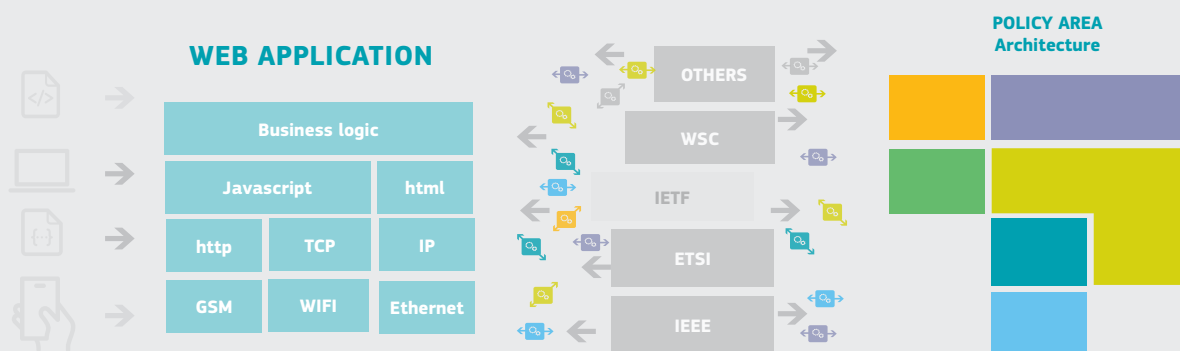 WEB APPLICATION
</>
{··}
Business logic
Javascript
html
http
TCP
IP
GSM
WIFI
Ethernet
OTHERS
WSC
IETF
ETSI
IEEE
POLICY AREA
Architecture